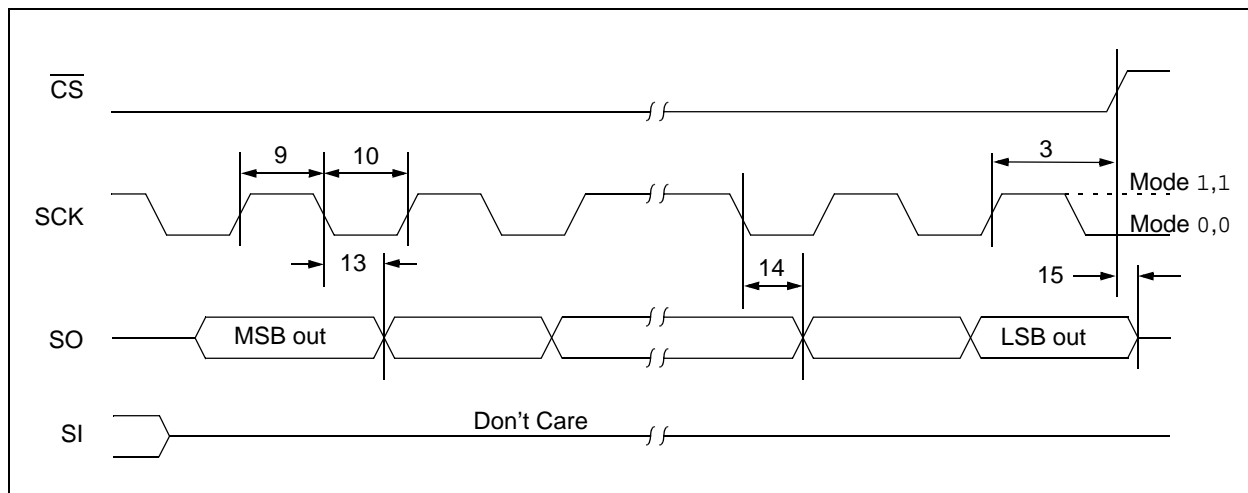 CS
9 10 3
Mode 1,1
SCK
Mode 0,0
13 14 15
SO MSB out LSB out
Don't Care
SI